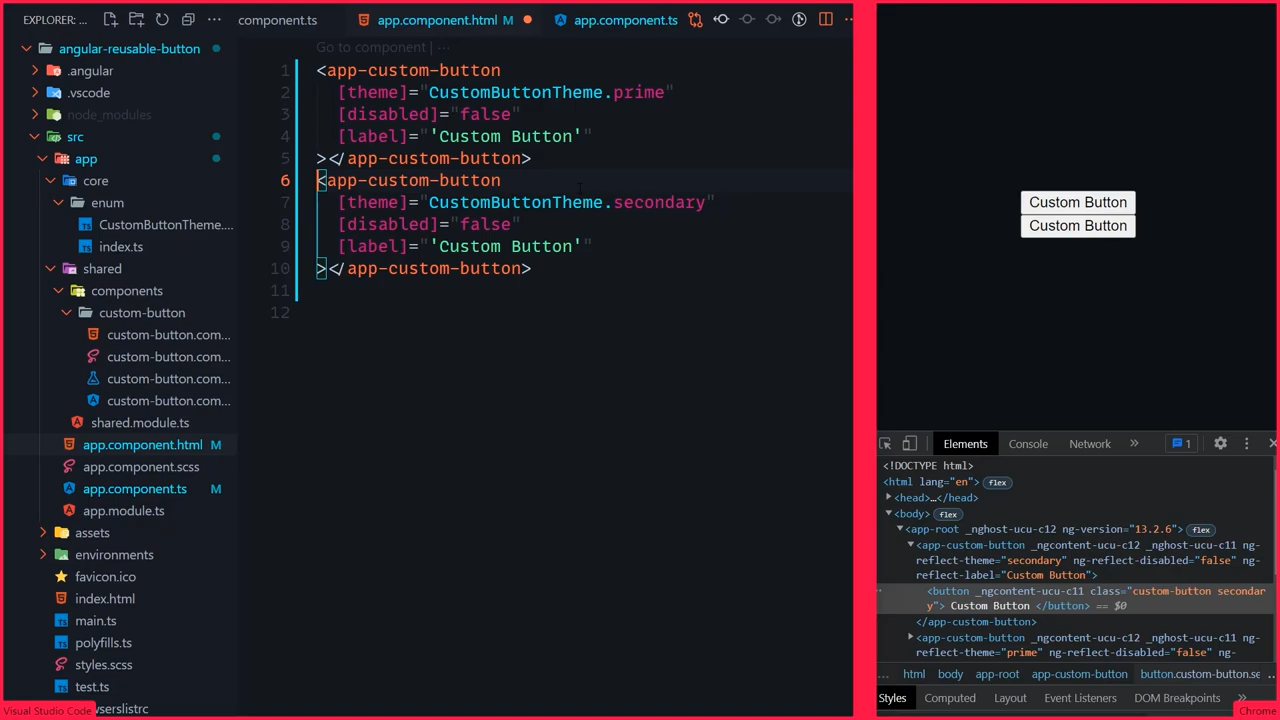 EXPLORER: ...
angular-reusable-button
.angular
.vscode
node_modules
src
app
core
enum
CustomButtonTheme....
index.ts
shared
components
custom-button
custom-button.com...
custom-button.com...
custom-button.com...
custom-button.com...
shared.module.ts
app.component.html M
app.component.scss
app.component.ts M
app.module.ts
assets
environments
favicon.ico
index.html
main.ts
polyfills.ts
styles.scss
test.ts
wserslistrc
Visual Studio Code
component.ts
app.component.html M
app.component.ts
Go to component | ...
1 <app-custom-button
2 [theme]="CustomButtonTheme.prime"
3 [disabled]="false"
4 [label]="'Custom Button'"
5 ></app-custom-button>
6 <app-custom-button
7 [theme]="CustomButtonTheme.secondary"
8 [disabled]="false"
9 [label]="'Custom Button'"
10 ></app-custom-button>
11
12
Custom Button
Custom Button
Elements Console Network » 1
<!DOCTYPE html>
<html lang="en"> flex
<head>…</head>
<body> flex
<app-root _nghost-ucu-c12 ng-version="13.2.6"> flex
<app-custom-button _ngcontent-ucu-c12 _nghost-ucu-c11 ng-
reflect-theme="secondary" ng-reflect-disabled="false" ng-
reflect-label="Custom Button">
<button _ngcontent-ucu-c11 class="custom-button secondar
y"> Custom Button </button> == $0
</app-custom-button>
<app-custom-button _ngcontent-ucu-c12 _nghost-ucu-c11 ng-
reflect-theme="prime" ng-reflect-disabled="false" ng-
... html body app-root app-custom-button button.custom-button.se ...
Styles Computed Layout Event Listeners DOM Breakpoints »
Chrome